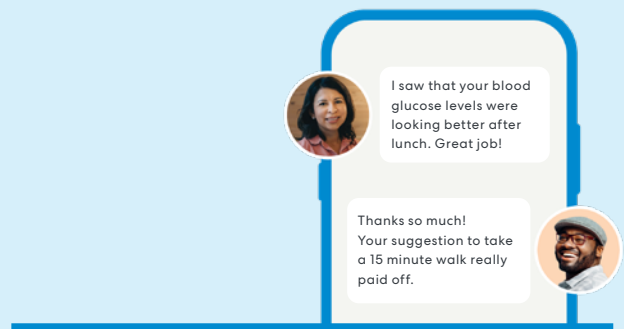 I saw that your blood
glucose levels were
looking better after
lunch. Great job!
Thanks so much!
Your suggestion to take
a 15 minute walk really
paid off.